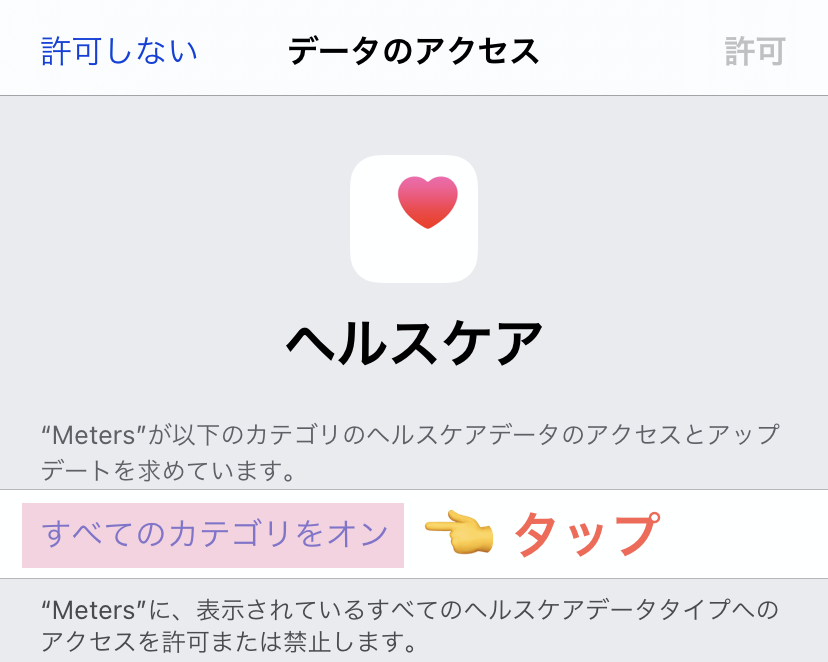 許可しない
データのアクセス
許可
ヘルスケア
“Meters”が以下のカテゴリのヘルスケアデータのアクセスとアップ
デートを求めています。
すべてのカテゴリをオン
タップ
“Meters”に、表示されているすべてのヘルスケアデータタイプへの
アクセスを許可または禁止します。